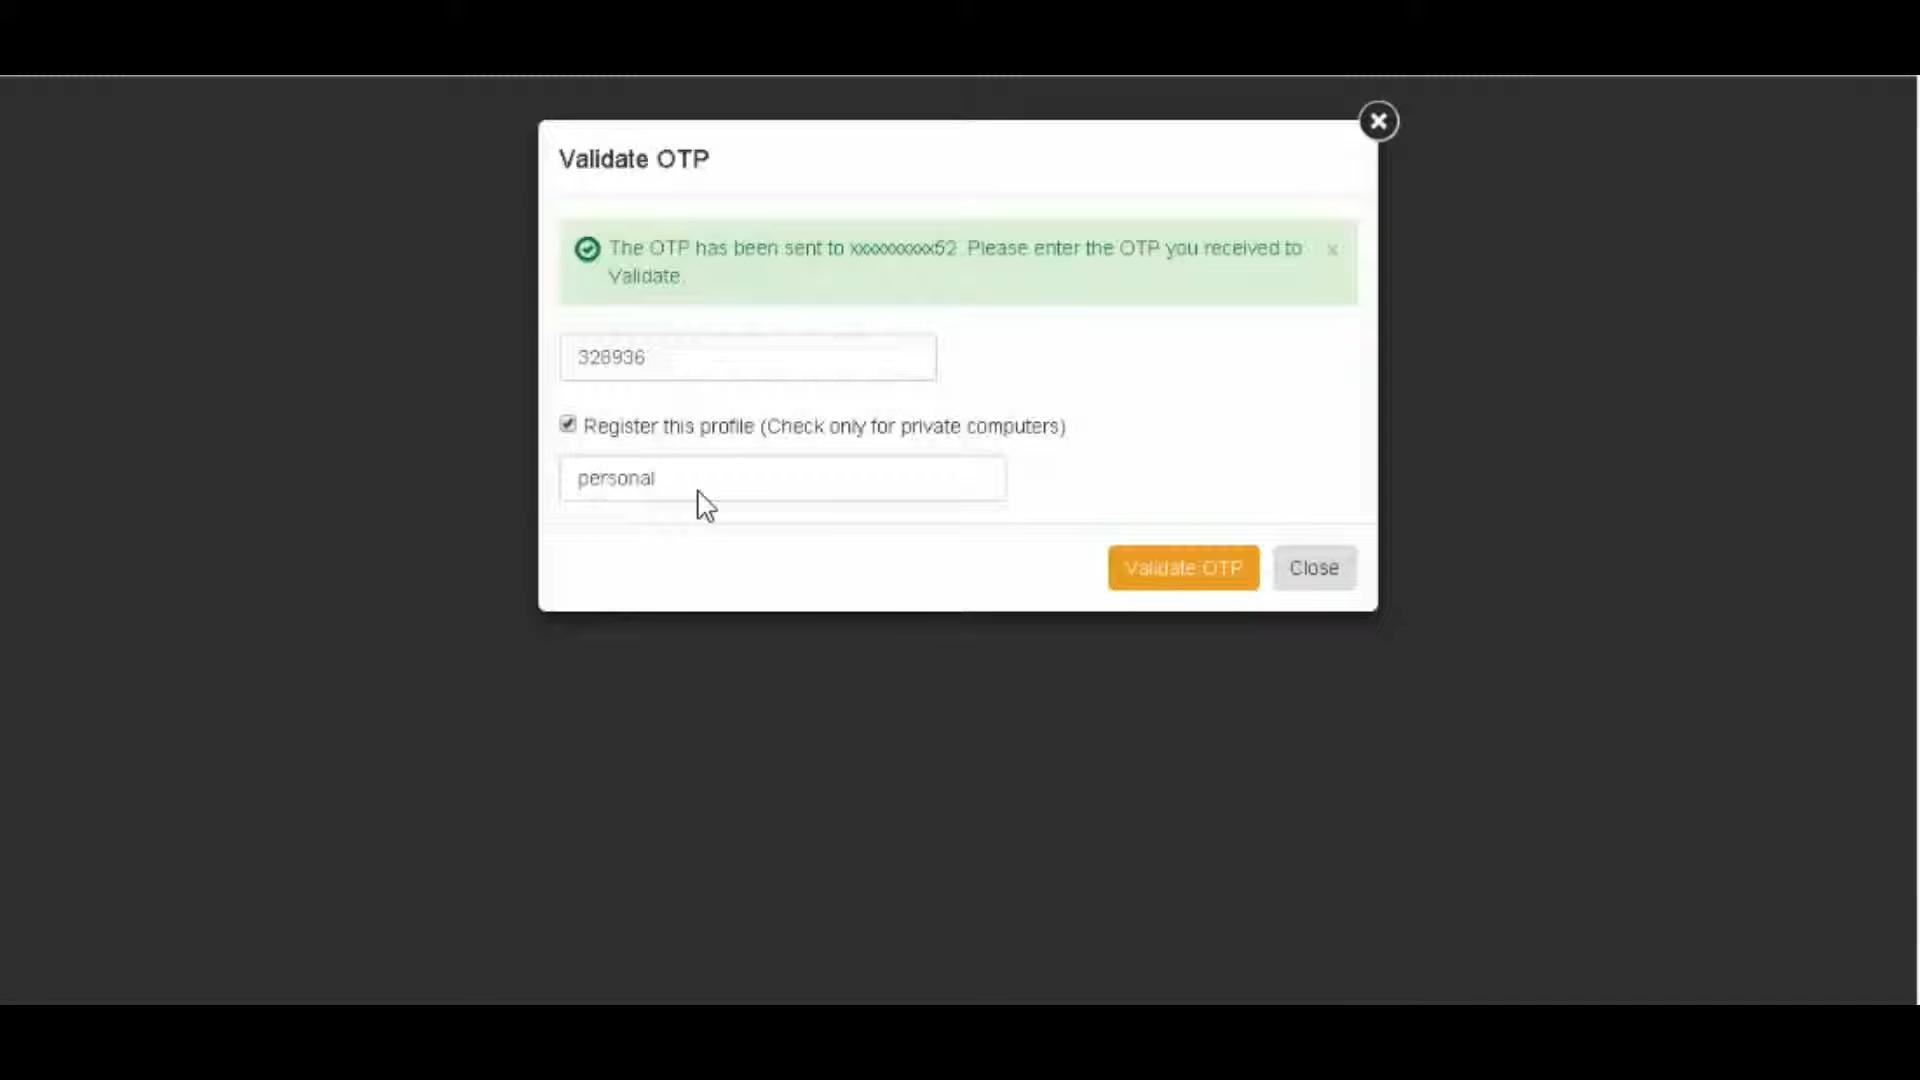 Validate OTP
The OTP has been sent to xxxxxxxxxx52. Please enter the OTP you received to
Validate.
328936
Register this profile (Check only for private computers)
personal
Validate OTP
Close